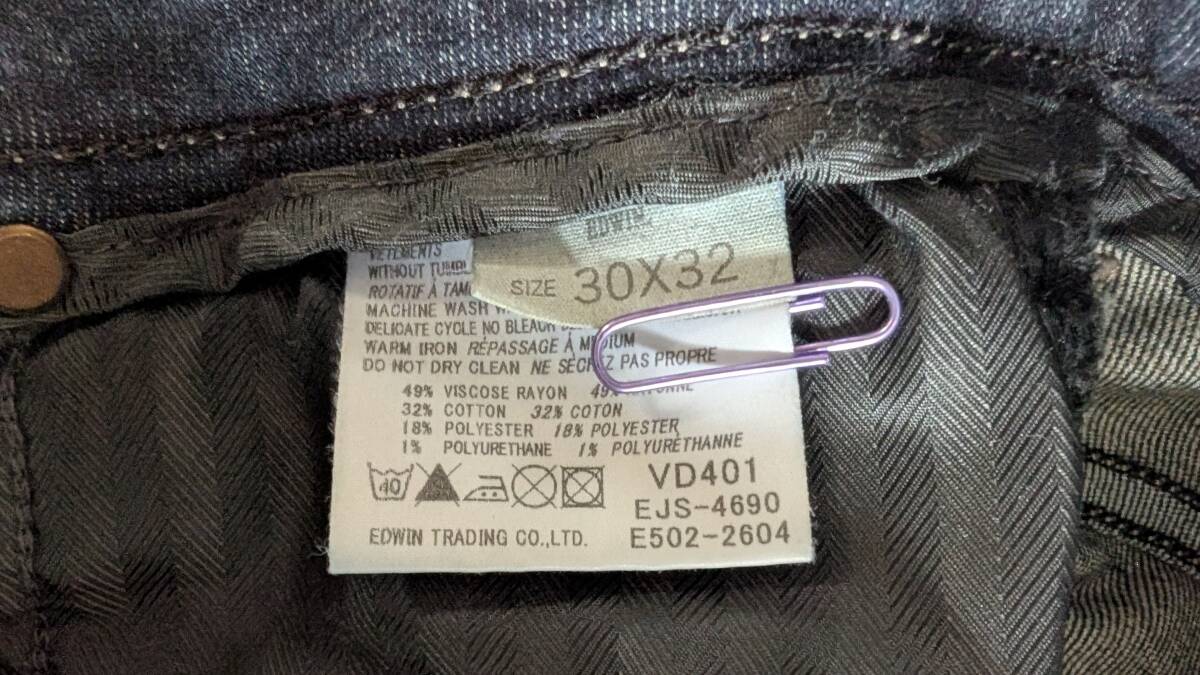 EDWIN
SIZE 30X32
VETEMENTS
WITHOUT TUMBL
ROTATIF À TAM
MACHINE WASH W
DELICATE CYCLE NO BLEACH
WARM IRON RÉPASSAGE À MEDIUM
DO NOT DRY CLEAN NE SECREZ PAS PROPRE
49% VISCOSE RAYON 49%
32% COTTON 32% COTON
18% POLYESTER 18% POLYESTER
1% POLYURETHANE 1% POLYURÉTHANNE
40
VD401
EJS-4690
EDWIN TRADING CO.,LTD. E502-2604